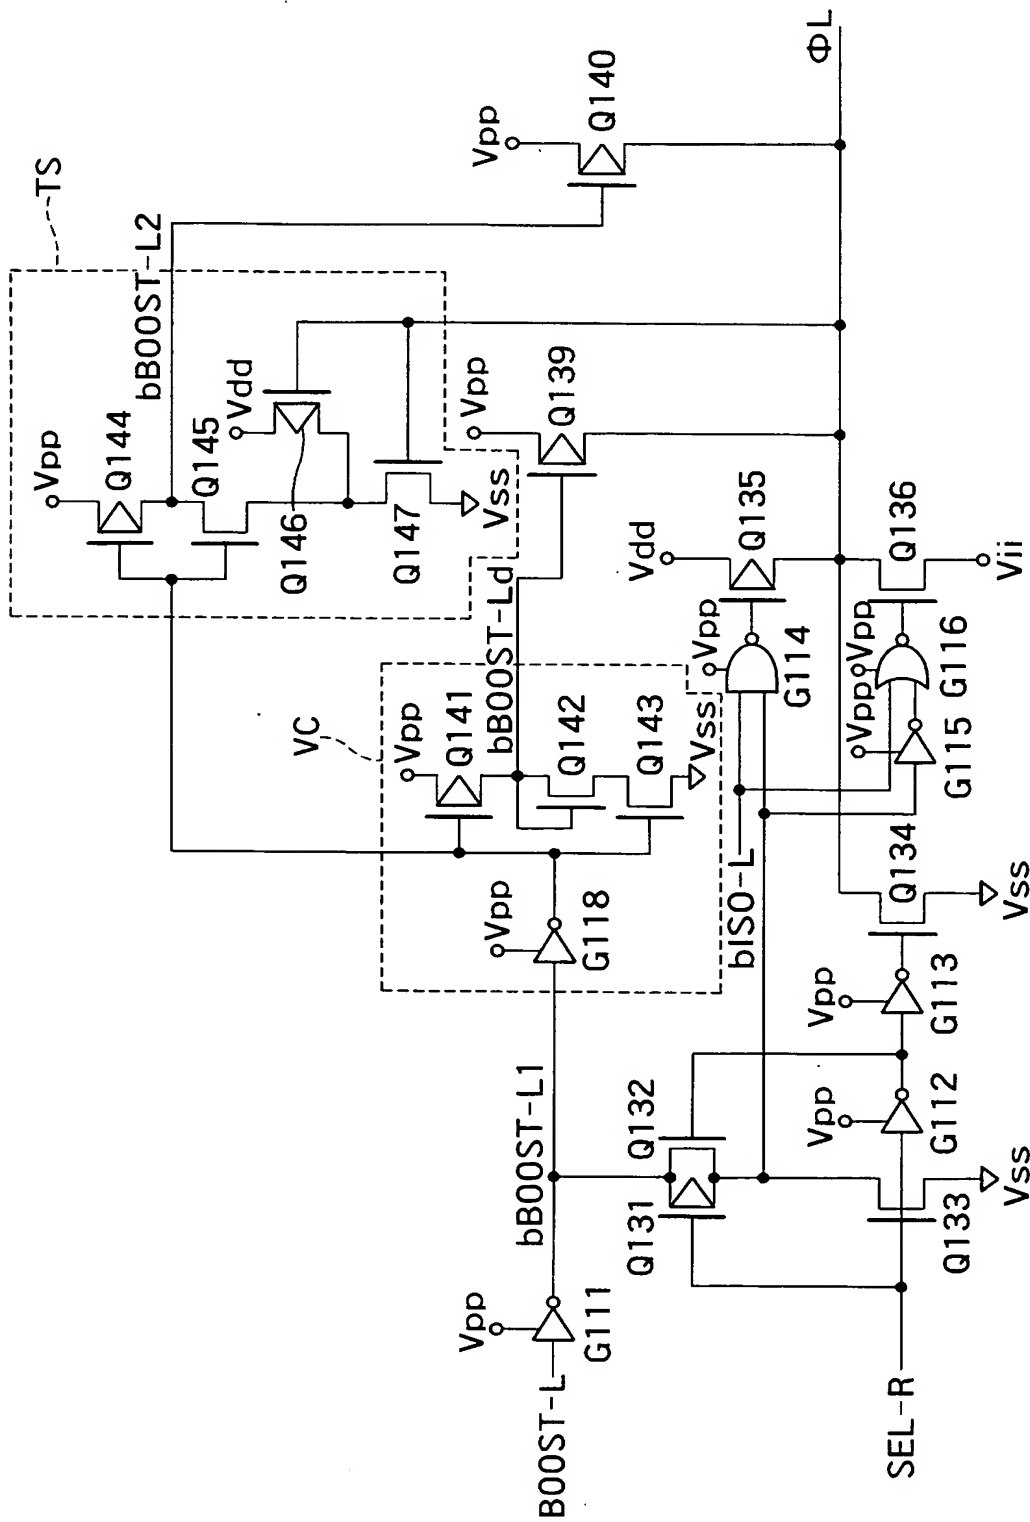 TS
Vpp
Q144
bBOOST-L2
Q145
Vdd
Q146
Q147
Vss
Vpp
Q140
Vpp
Q139
ΦL
VC
Vpp
Q141
bBOOST-Ld
Q142
Q143
Vss
Vpp
G118
Vdd
Q135
Vpp
G114
bISO-L
Vpp
Vpp
G116
G115
Q136
Vii
Q134
Vss
Vpp
G113
Vpp
G112
bBOOST-L1
Q132
Q131
Q133
Vss
Vpp
G111
BOOST-L
SEL-R